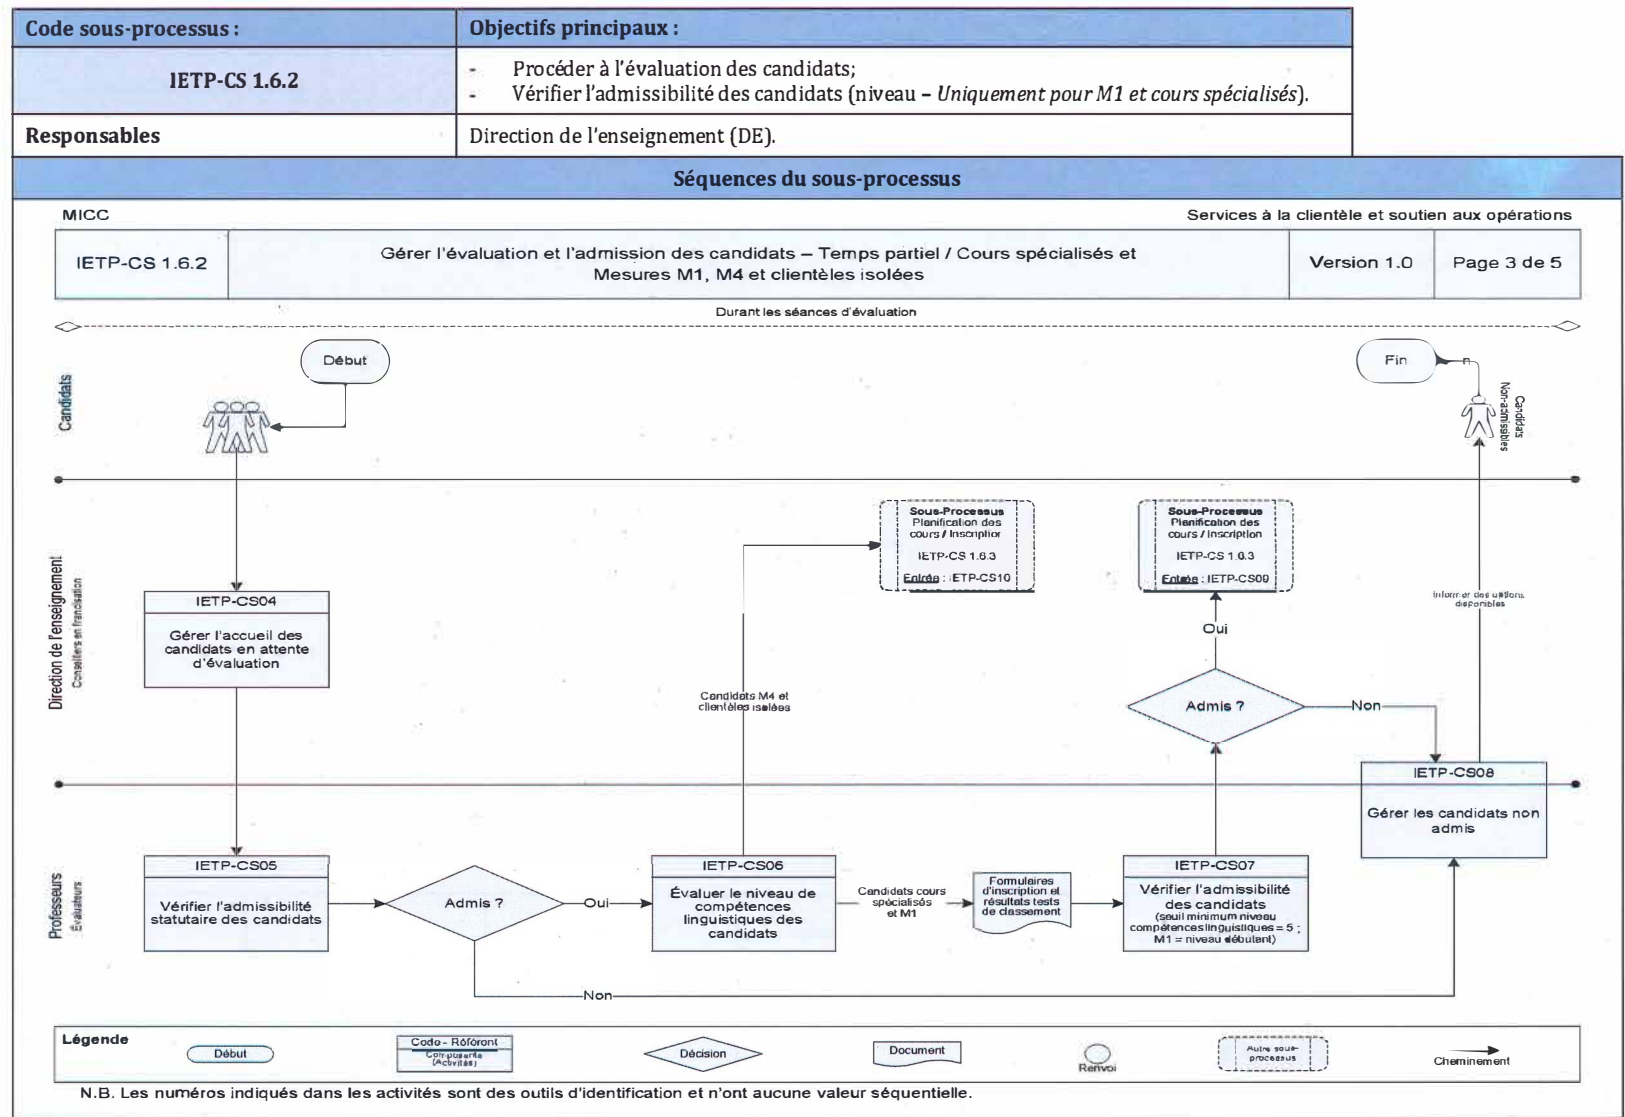 Code sous-processus :
Objectifs principaux :
IETP-CS 1.6.2
- Procéder à l'évaluation des candidats;
- Vérifier l'admissibilité des candidats (niveau – Uniquement pour M1 et cours spécialisés).
Responsables
Direction de l'enseignement (DE).
Séquences du sous-processus
MICC
Services à la clientèle et soutien aux opérations
IETP-CS 1.6.2
Gérer l'évaluation et l'admission des candidats – Temps partiel / Cours spécialisés et
Mesures M1, M4 et clientèles isolées
Version 1.0
Page 3 de 5
Durant les séances d'évaluation
Candidats
Début
Fin
n
Candidats
Non-admissibles
Direction de l'enseignement
Conseillers en francisation
IETP-CS04
Gérer l'accueil des
candidats en attente
d'évaluation
Sous-Processus
Planification des
cours / Inscription
IETP-CS 1.6.3
Entrée : IETP-CS10
Sous-Processus
Planification des
cours / Inscription
IETP-CS 1.6.3
Entrée : IETP-CS09
Informer des options
disponibles
Oui
Candidats M4 et
clientèles isolées
Admis ?
Non
IETP-CS08
Gérer les candidats non
admis
Professeurs
Évaluateurs
IETP-CS05
Vérifier l'admissibilité
statutaire des candidats
Admis ?
Oui
IETP-CS06
Évaluer le niveau de
compétences
linguistiques des
candidats
Candidats cours
spécialisés
et M1
Formulaires
d'inscription et
résultats tests
de classement
IETP-CS07
Vérifier l'admissibilité
des candidats
(seuil minimum niveau
compétences linguistiques = 5 ;
M1 = niveau débutant)
Non
Légende
Début
Code - Référent
Composante
(Activités)
Décision
Document
Renvoi
Autre sous-
processus
Cheminement
N.B. Les numéros indiqués dans les activités sont des outils d'identification et n'ont aucune valeur séquentielle.